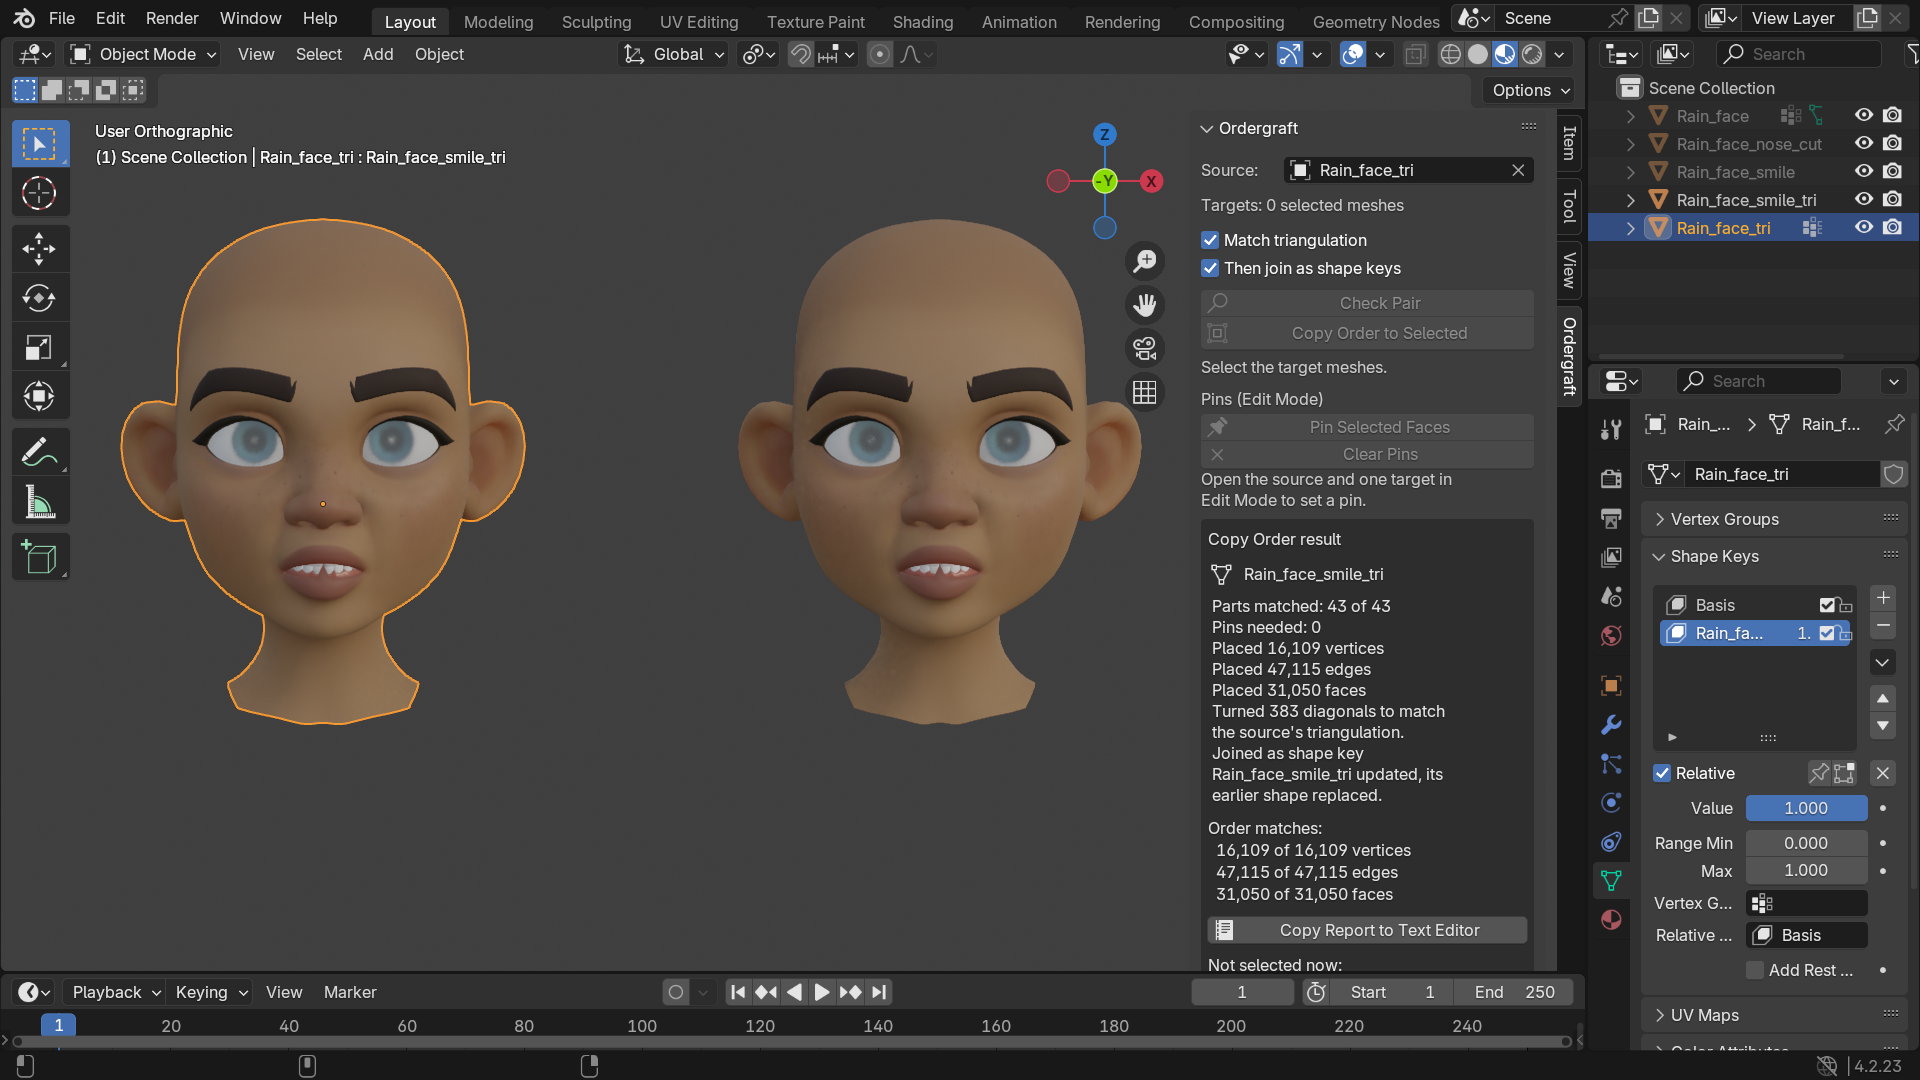 File Edit Render Window Help Layout Modeling Sculpting UV Editing Texture Paint Shading Animation Rendering Compositing Geometry Nodes Scene View Layer
Object Mode View Select Add Object Global Search
Options
User Orthographic
(1) Scene Collection | Rain_face_tri : Rain_face_smile_tri
Z
-Y
X
Ordergraft
Source: Rain_face_tri
Targets: 0 selected meshes
Match triangulation
Then join as shape keys
Check Pair
Copy Order to Selected
Select the target meshes.
Pins (Edit Mode)
Pin Selected Faces
Clear Pins
Open the source and one target in
Edit Mode to set a pin.
Copy Order result
Rain_face_smile_tri
Parts matched: 43 of 43
Pins needed: 0
Placed 16,109 vertices
Placed 47,115 edges
Placed 31,050 faces
Turned 383 diagonals to match
the source's triangulation.
Joined as shape key
Rain_face_smile_tri updated, its
earlier shape replaced.
Order matches:
16,109 of 16,109 vertices
47,115 of 47,115 edges
31,050 of 31,050 faces
Copy Report to Text Editor
Not selected now:
Item
Tool
View
Ordergraft
Scene Collection
Rain_face
Rain_face_nose_cut
Rain_face_smile
Rain_face_smile_tri
Rain_face_tri
Search
Rain_... Rain_f...
Rain_face_tri
Vertex Groups
Shape Keys
Basis
Rain_fa... 1.
Relative
Value 1.000
Range Min 0.000
Max 1.000
Vertex G...
Relative ... Basis
Add Rest ...
UV Maps
Color Attributes
Playback Keying View Marker 1 Start 1 End 250
1 20 40 60 80 100 120 140 160 180 200 220 240
4.2.23